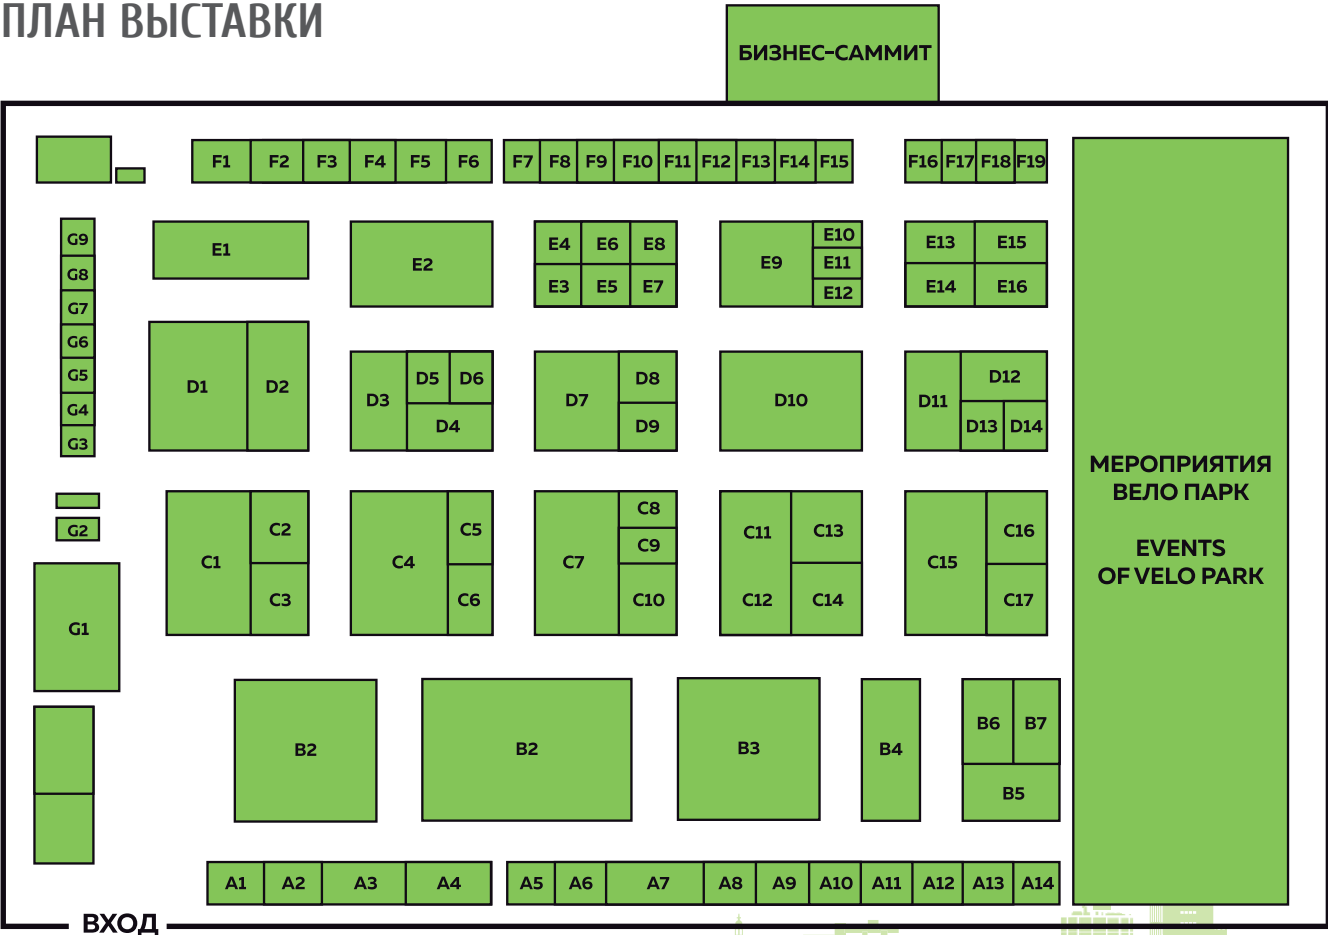 ПЛАН ВЫСТАВКИ
БИЗНЕС-САММИТ
F1 F2 F3 F4 F5 F6 F7 F8 F9 F10 F11 F12 F13 F14 F15 F16 F17 F18 F19
G9
G8
G7
G6
G5
G4
G3
G2
G1
E1
E2
E4 E6 E8
E3 E5 E7
E9
E10
E11
E12
E13 E15
E14 E16
D1 D2
D3
D5 D6
D4
D7
D8
D9
D10
D11
D12
D13 D14
C1
C2
C3
C4
C5
C6
C7
C8
C9
C10
C11 C13
C12 C14
C15
C16
C17
B2
B2
B3
B4
B6 B7
B5
МЕРОПРИЯТИЯ
ВЕЛО ПАРК
EVENTS
OF VELO PARK
A1 A2 A3 A4 A5 A6 A7 A8 A9 A10 A11 A12 A13 A14
ВХОД